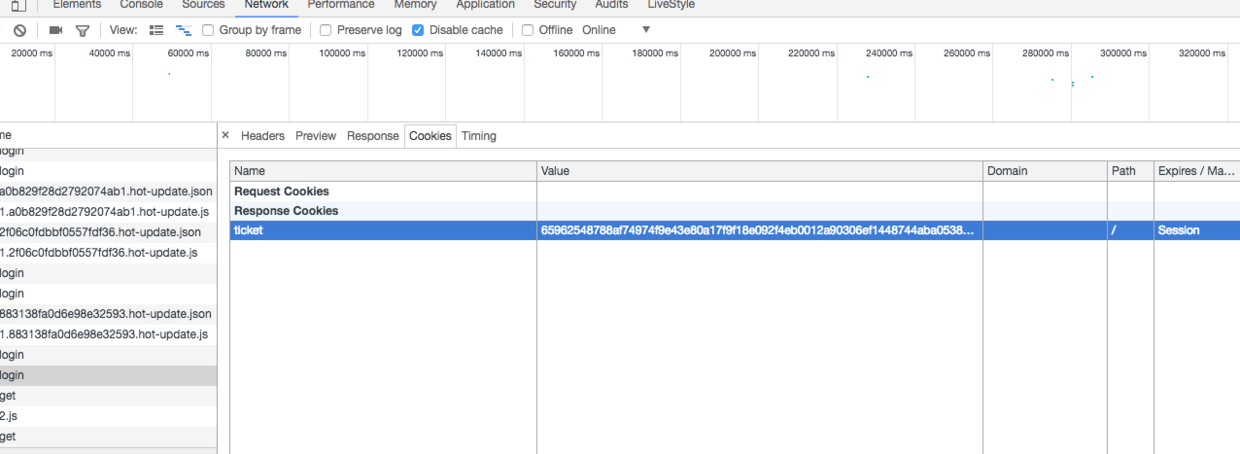 Elements Console Sources Network Performance Memory Application Security Audits LiveStyle
View: Group by frame Preserve log Disable cache Offline Online
20000 ms 40000 ms 60000 ms 80000 ms 100000 ms 120000 ms 140000 ms 160000 ms 180000 ms 200000 ms 220000 ms 240000 ms 260000 ms 280000 ms 300000 ms 320000 ms
me × Headers Preview Response Cookies Timing
login
login
a0b829f28d2792074ab1.hot-update.json
1.a0b829f28d2792074ab1.hot-update.js
2f06c0fdbbf0557fdf36.hot-update.json
1.2f06c0fdbbf0557fdf36.hot-update.js
login
login
883138fa0d6e98e32593.hot-update.json
1.883138fa0d6e98e32593.hot-update.js
login
login
get
2.js
get
Name Value Domain Path Expires / Ma...
Request Cookies
Response Cookies
ticket 65962548788af74974f9e43e80a17f9f18e092f4eb0012a90306ef1448744aba0538... / Session